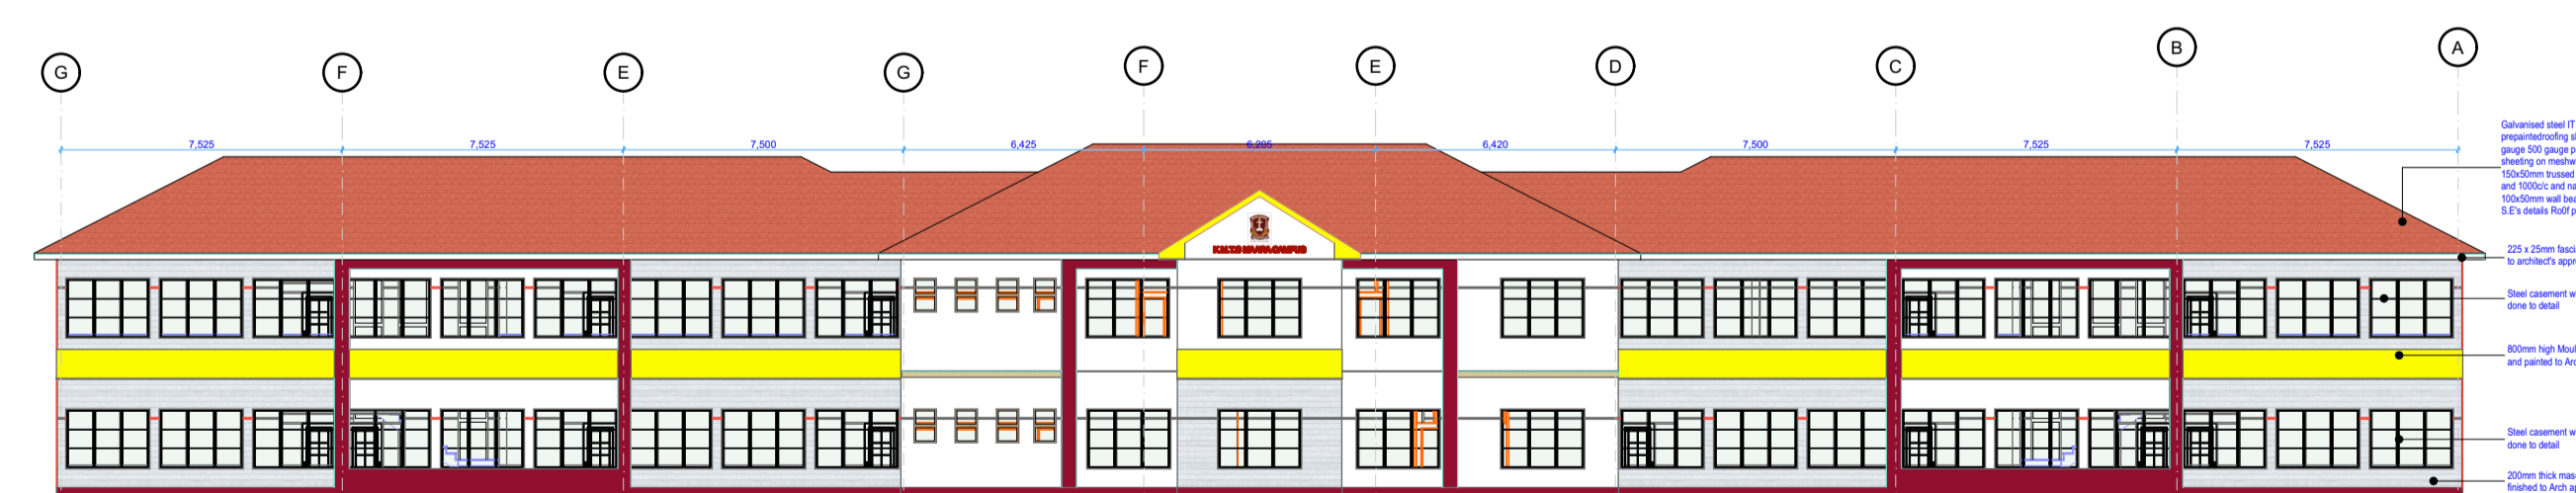 G F E G F E D C B A
7,525 7,525 7,500 6,425 6,205 6,420 7,500 7,525 7,525
Galvanised steel IT
prepaintedroofing s
gauge 500 gauge p
sheeting on meshw
150x50mm trussed
and 1000c/c and na
100x50mm wall bea
S.E's details Ro0f p
225 x 25mm fasci
to architect's appr
Steel casement w
done to detail
800mm high Moul
and painted to Arc
Steel casement w
done to detail
200mm thick mas
finished to Arch a